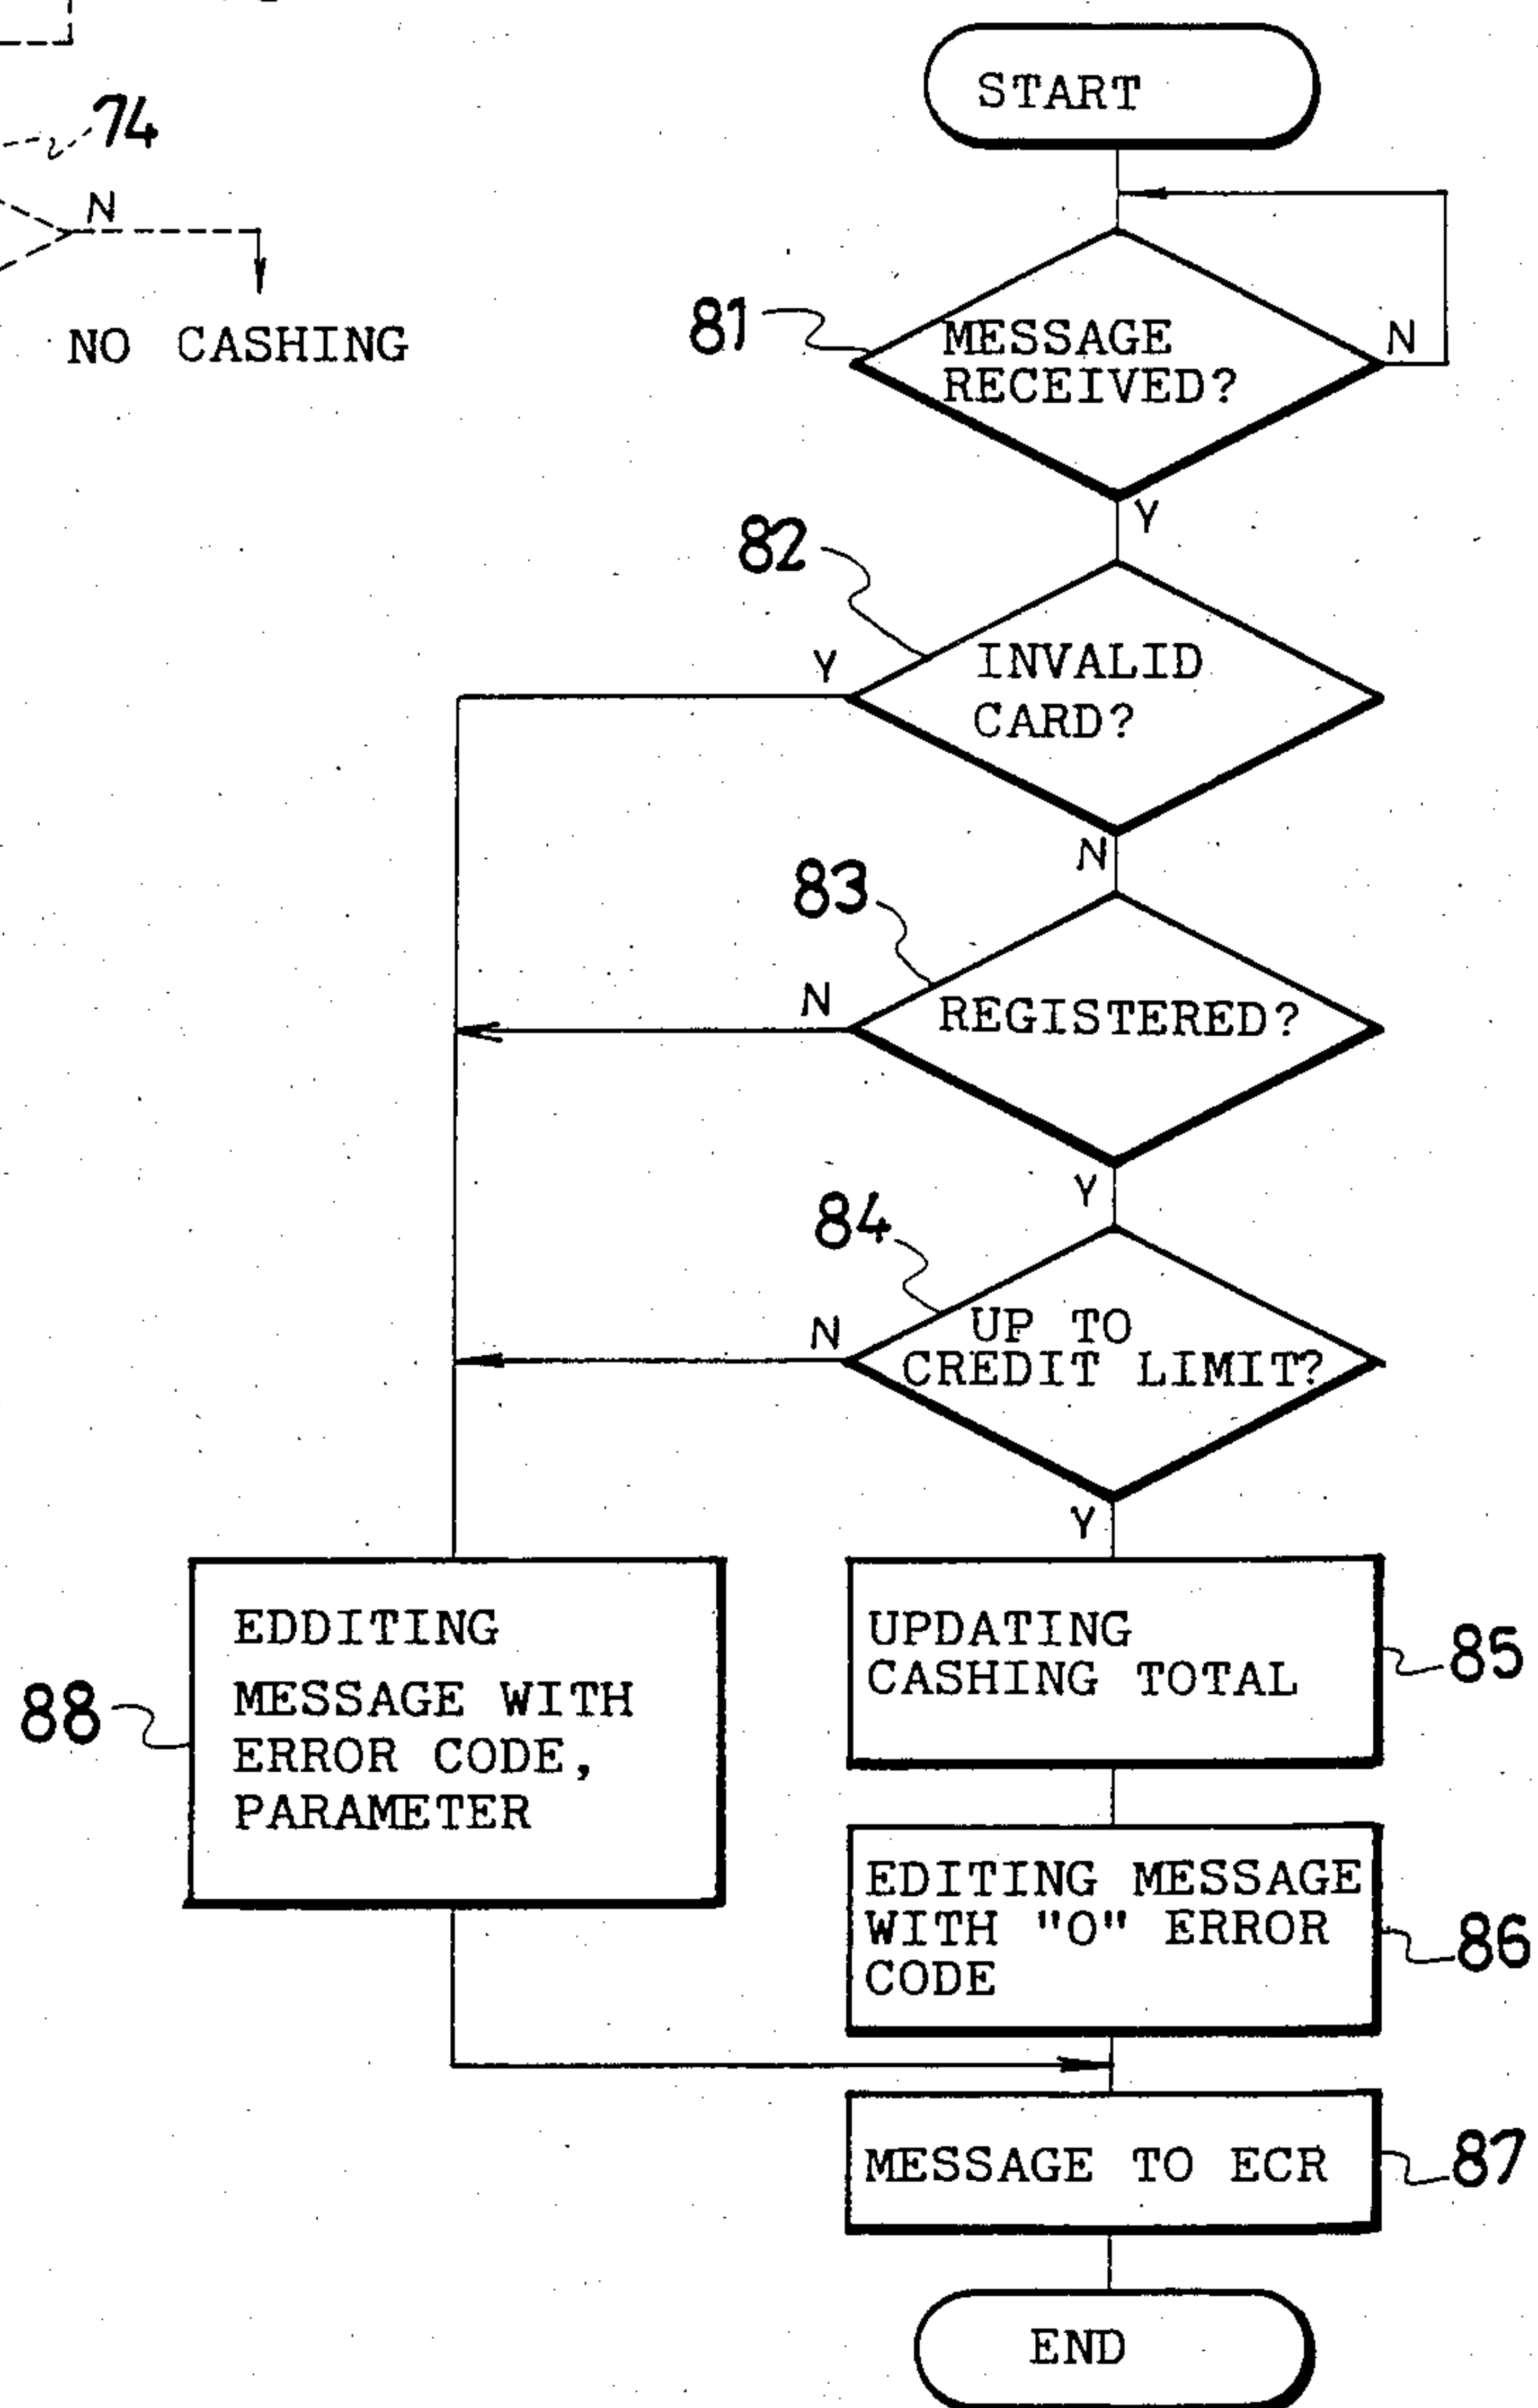 74
N
NO CASHING
START
81
MESSAGE
RECEIVED?
N
Y
82
Y
INVALID
CARD?
N
83
N
REGISTERED?
Y
84
N
UP TO
CREDIT LIMIT?
Y
EDDITING
MESSAGE WITH
ERROR CODE,
PARAMETER
88
UPDATING
CASHING TOTAL
85
EDITING MESSAGE
WITH "0" ERROR
CODE
86
MESSAGE TO ECR
87
END